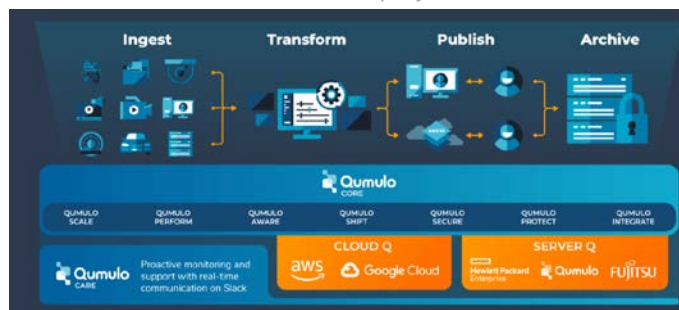 Ingest Transform Publish Archive
Qumulo
CORE
QUMULO SCALE QUMULO PERFORM QUMULO AWARE QUMULO SHIFT QUMULO SECURE QUMULO PROTECT QUMULO INTEGRATE
Qumulo
CARE
Proactive monitoring and
support with real-time
communication on Slack
CLOUD Q
aws Google Cloud
SERVER Q
Hewlett Packard
Enterprise
Qumulo
FUJITSU